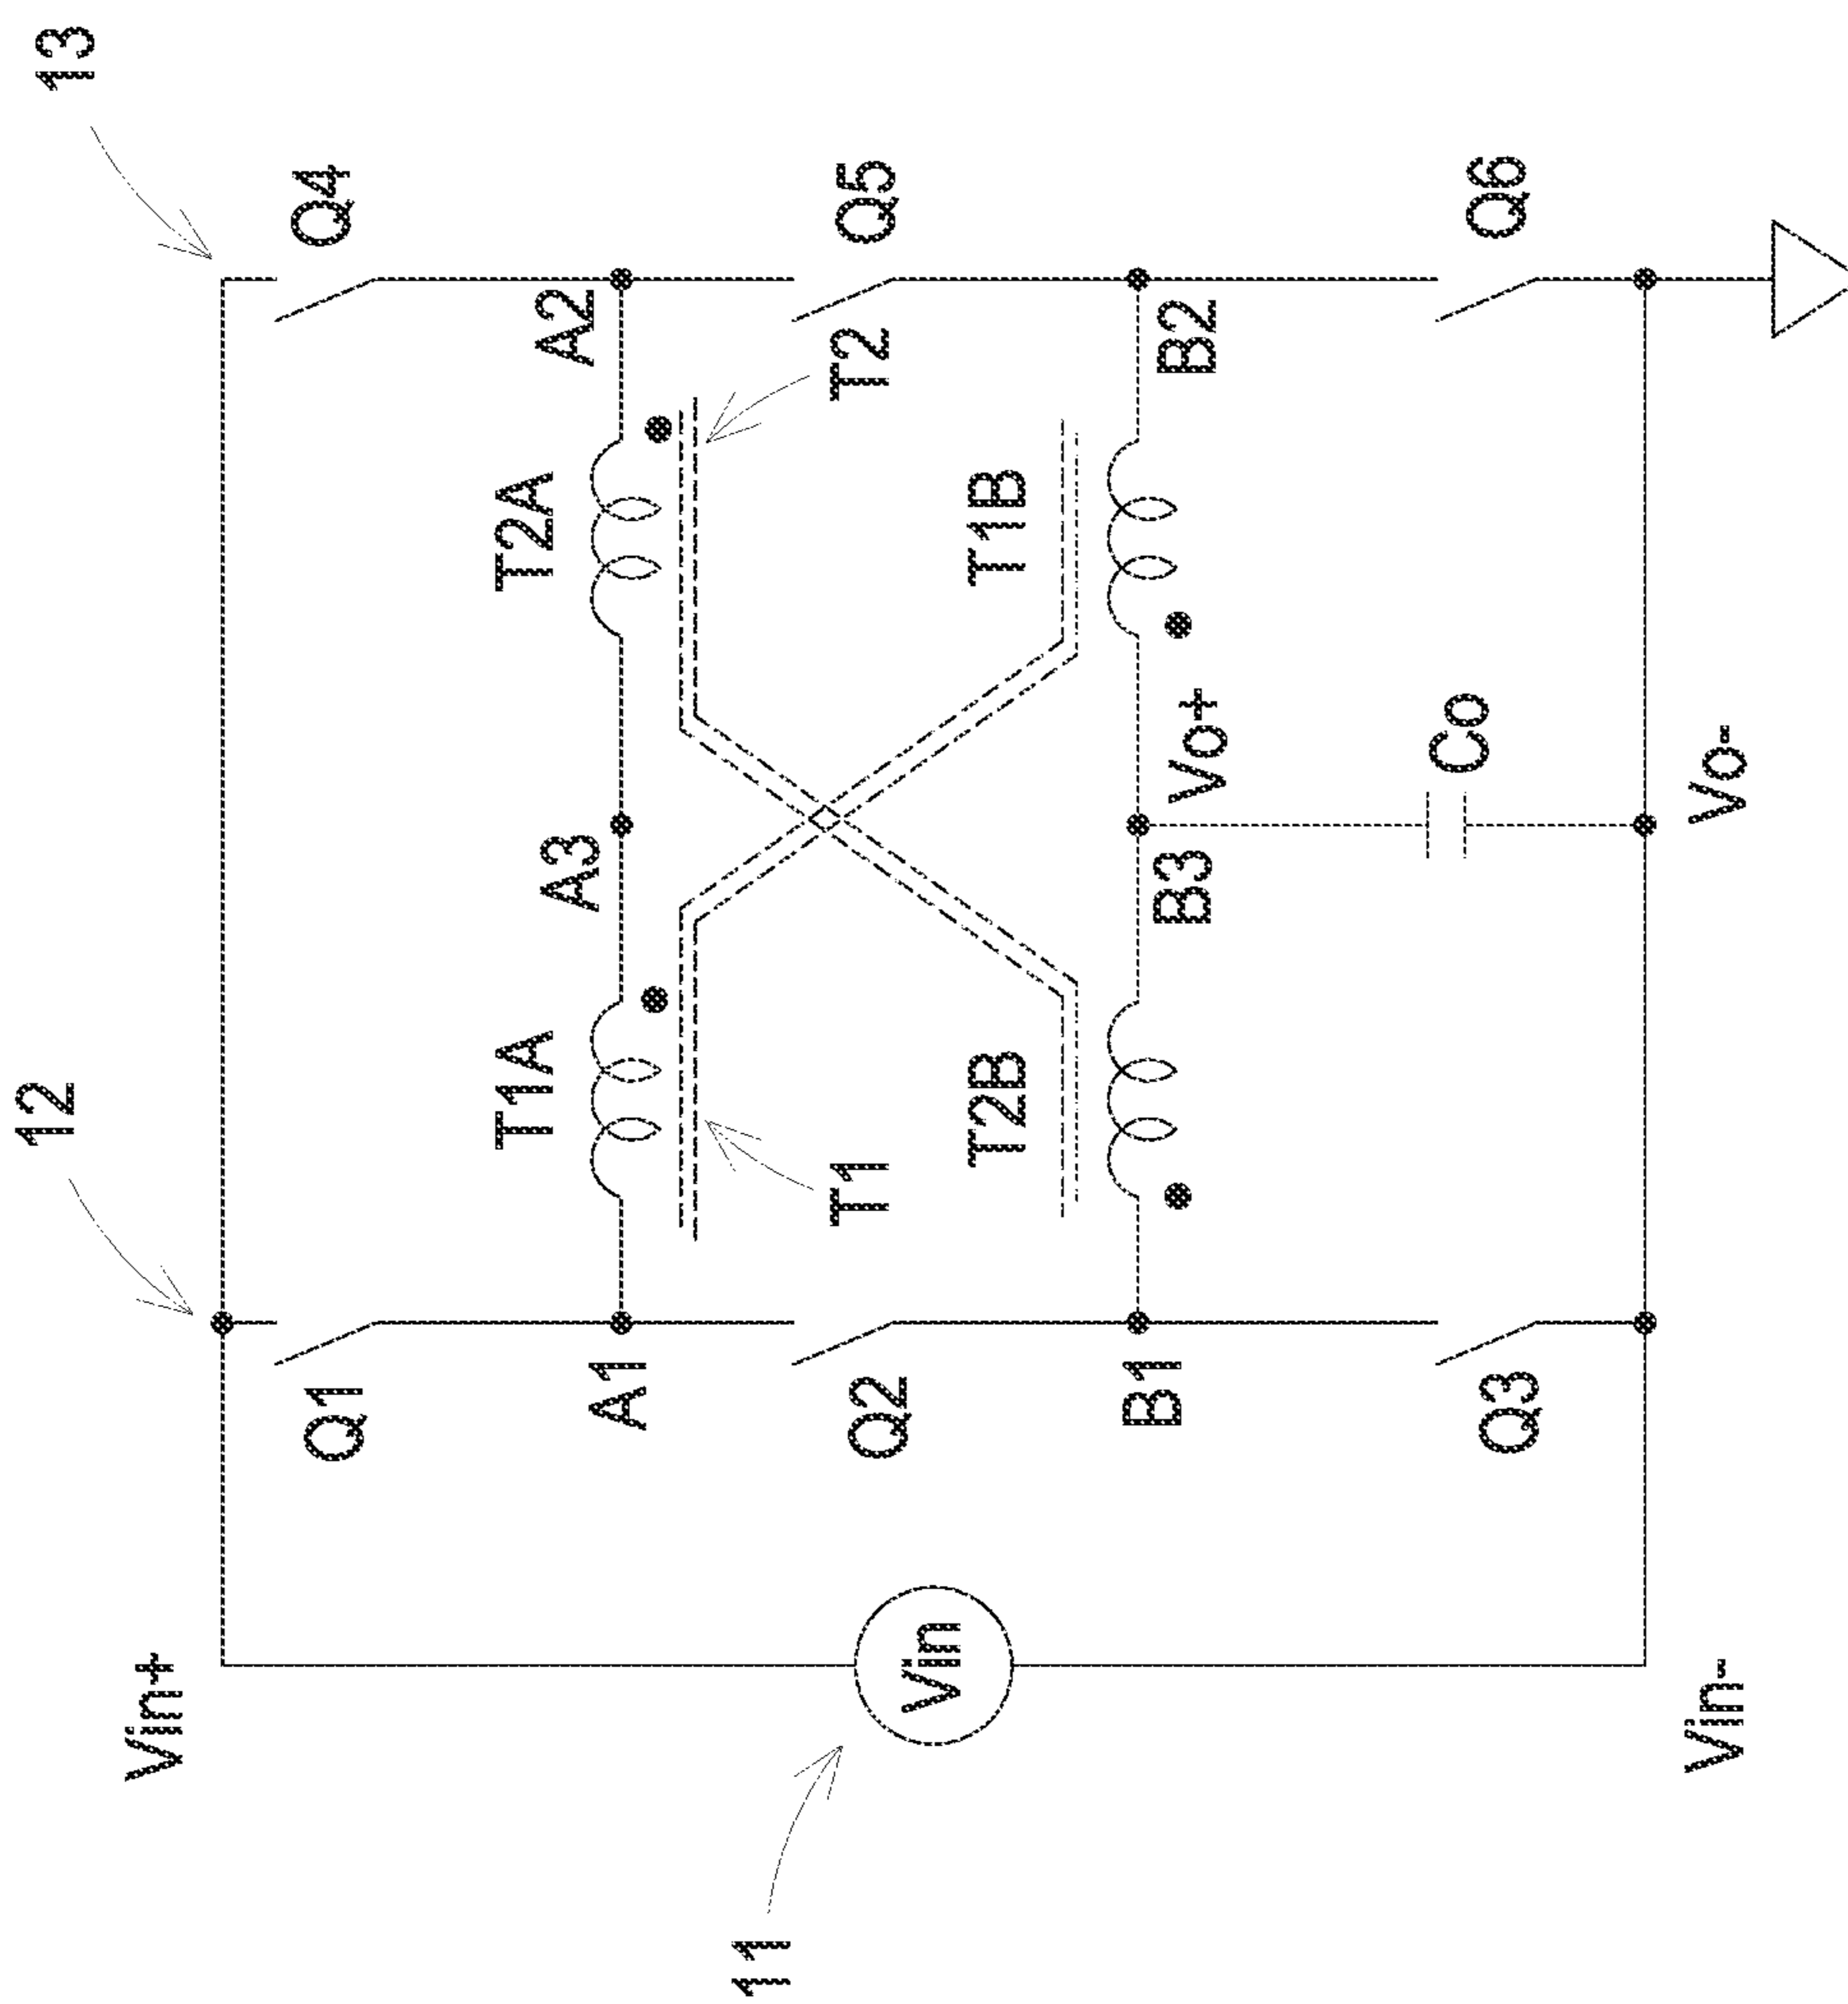 13
12
11
Vin+
Q4
Q1
A2
T2A
A3
T1A
A1
T2
Q5
T1
Q2
Vin
T1B
T2B
B2
Vo+
B3
B1
Q6
Co
Q3
Vo-
Vin-